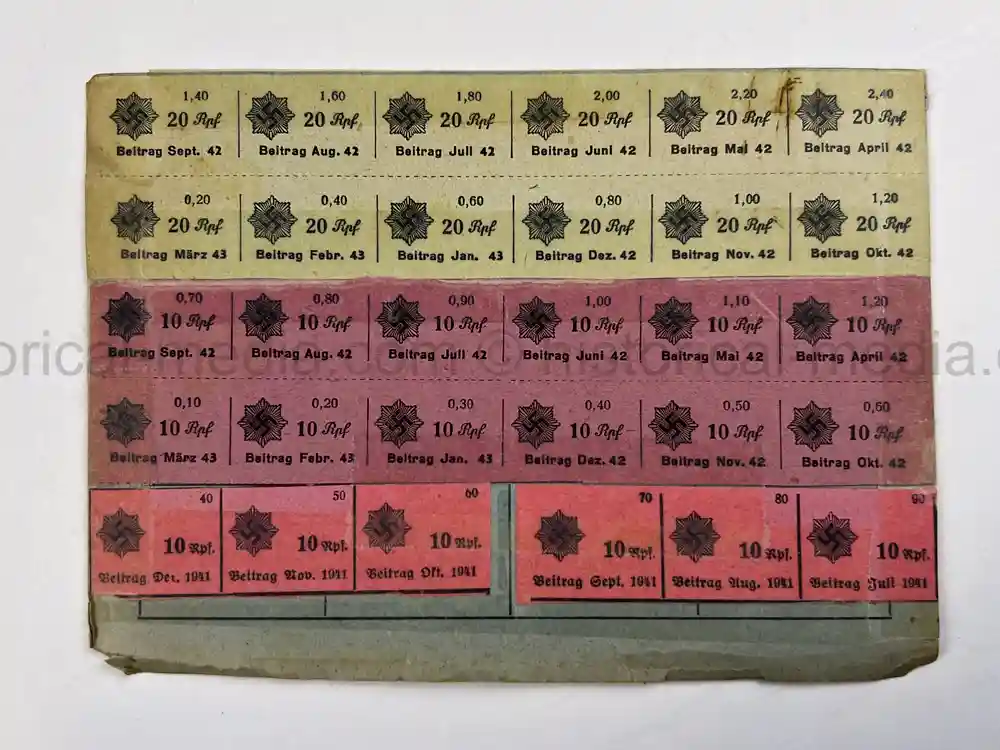 1,40 1,60 1,80 2,00 2,20 2,40
20 Rpf 20 Rpf 20 Rpf 20 Rpf 20 Rpf 20 Rpf
Beitrag Sept. 42 Beitrag Aug. 42 Beitrag Juli 42 Beitrag Juni 42 Beitrag Mai 42 Beitrag April 42
0,20 0,40 0,60 0,80 1,00 1,20
20 Rpf 20 Rpf 20 Rpf 20 Rpf 20 Rpf 20 Rpf
Beitrag März 43 Beitrag Febr. 43 Beitrag Jan. 43 Beitrag Dez. 42 Beitrag Nov. 42 Beitrag Okt. 42
0,70 0,80 0,90 1,00 1,10 1,20
10 Rpf 10 Rpf 10 Rpf 10 Rpf 10 Rpf 10 Rpf
Beitrag Sept. 42 Beitrag Aug. 42 Beitrag Juli 42 Beitrag Juni 42 Beitrag Mai 42 Beitrag April 42
0,10 0,20 0,30 0,40 0,50 0,60
10 Rpf 10 Rpf 10 Rpf 10 Rpf 10 Rpf 10 Rpf
Beitrag März 43 Beitrag Febr. 43 Beitrag Jan. 43 Beitrag Dez. 42 Beitrag Nov. 42 Beitrag Okt. 42
40 50 60 70 80 90
10 Rpf. 10 Rpf. 10 Rpf. 10 Rpf. 10 Rpf. 10 Rpf.
Beitrag Dez. 1941 Beitrag Nov. 1941 Beitrag Okt. 1941 Beitrag Sept. 1941 Beitrag Aug. 1941 Beitrag Juli 1941
© historical-media.